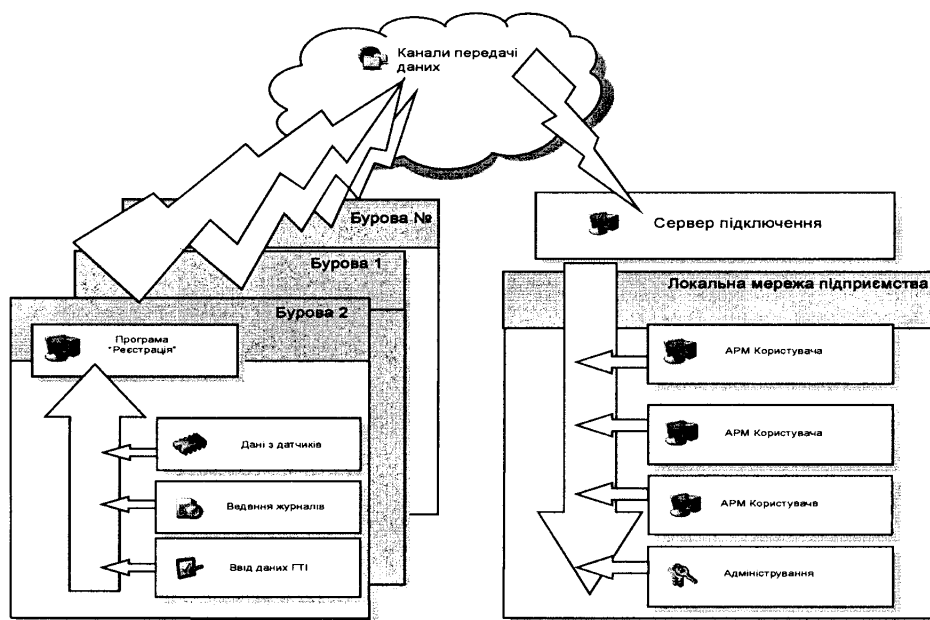 Канали передачі
даних
Бурова №
Бурова 1
Бурова 2
Програма
"Реєстрація"
Дані з датчиків
Ведення журналів
Ввід даних ГТІ
Сервер підключення
Локальна мережа підприємства
АРМ Користувача
АРМ Користувача
АРМ Користувача
Адміністрування